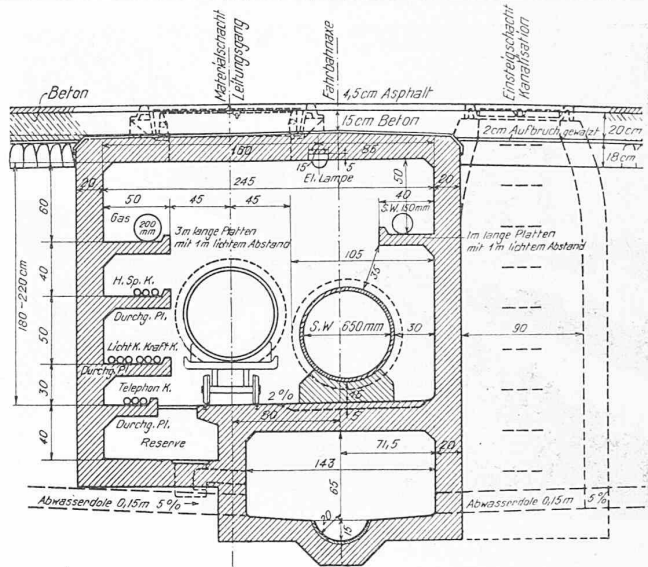 Materialschacht
Leitungsgang
Fahrbahnaxe
Einsteigschacht
Kanalisation
Beton
4,5cm Asphalt
15cm Beton
20cm
2cm Aufbruch gewalzt
18cm
150
85
15
5
El. Lampe
50
20
245
20
50
45
45
40
60
Gas
200 mm
S.W. 150mm
3m lange Platten
mit 1m lichtem Abstand
1m lange Platten
mit 1m lichtem Abstand
105
35
40
H. Sp. K.
180-220cm
Durchg. Pl.
50
S.W 650mm
30
90
Licht K. Kraft K.
Durchg. Pl.
30
Telephon K.
2%
15
5
80
Durchg. Pl.
40
Reserve
71,5
20
143
65
Abwasserdole 0,15m 5%
Abwasserdole 0,15m 5%
20
15